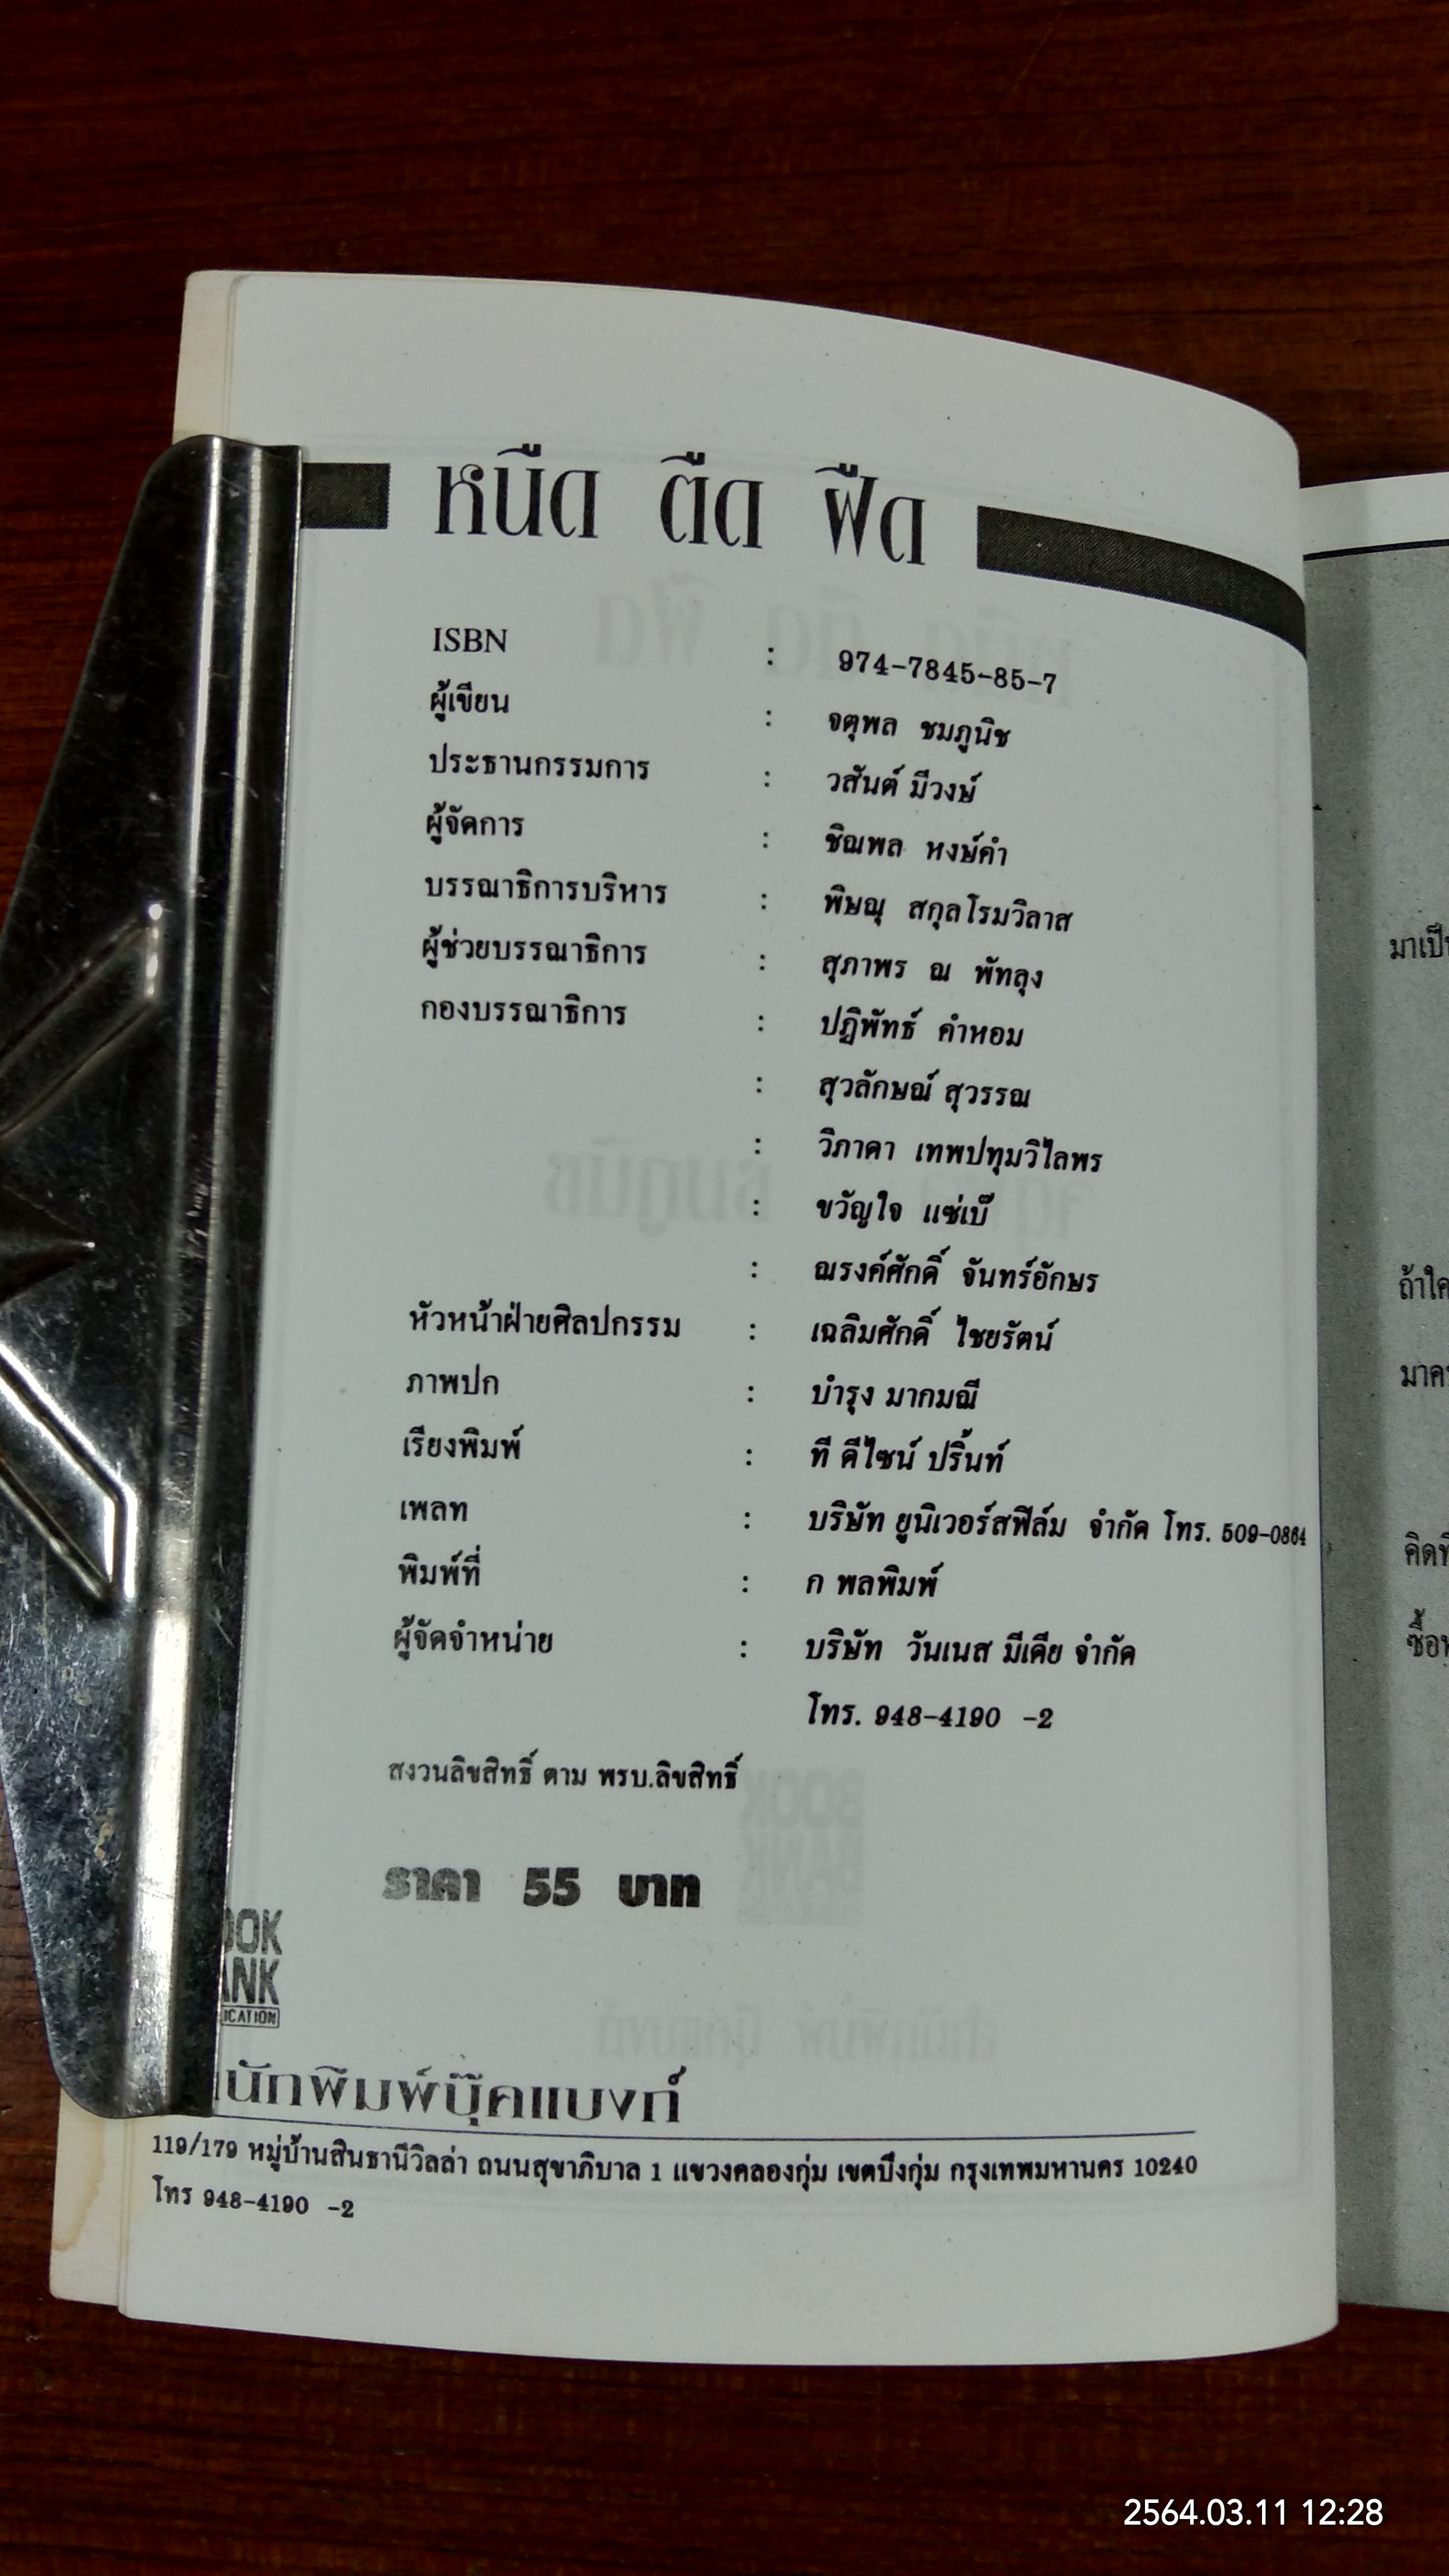 หนืด ตืด ฟืด
ISBN : 974-7845-85-7
ผู้เขียน : จตุพล ชมภูนิช
ประธานกรรมการ : วสันต์ มีวงษ์
ผู้จัดการ : ชิณพล หงษ์คำ
บรรณาธิการบริหาร : พิษณุ สกุลโรมวิลาส
ผู้ช่วยบรรณาธิการ : สุภาพร ณ พัทลุง
กองบรรณาธิการ : ปฏิพัทธ์ คำหอม
: สุวลักษณ์ สุวรรณ
: วิภาดา เทพปทุมวิไลพร
: ขวัญใจ แซ่เบ๊
: ณรงค์ศักดิ์ จันทร์อักษร
หัวหน้าฝ่ายศิลปกรรม : เฉลิมศักดิ์ ไชยรัตน์
ภาพปก : บำรุง มากมณี
เรียงพิมพ์ : ที ดีไซน์ ปริ้นท์
เพลท : บริษัท ยูนิเวอร์สฟิล์ม จำกัด โทร. 509-0864
พิมพ์ที่ : ก พลพิมพ์
ผู้จัดจำหน่าย : บริษัท วันเนส มีเดีย จำกัด
โทร. 948-4190 -2
สงวนลิขสิทธิ์ ตาม พรบ.ลิขสิทธิ์
ราคา 55 บาท
OOK
ANK
ICATION
นักพิมพ์บุ๊คแบงก์
119/179 หมู่บ้านสินธานีวิลล่า ถนนสุขาภิบาล 1 แขวงคลองกุ่ม เขตบึงกุ่ม กรุงเทพมหานคร 10240
โทร 948-4190 -2
มาเป็
ถ้าใค
มาค
คิดท
ซื้อ
2564.03.11 12:28